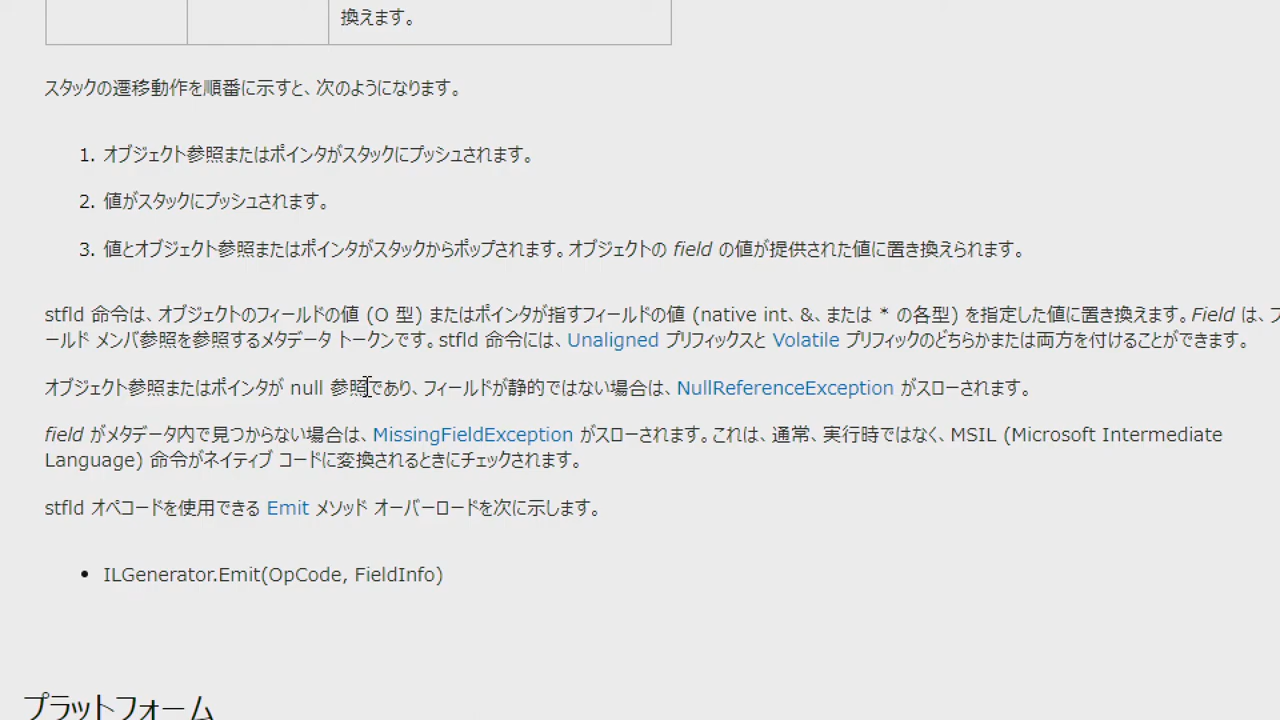 換えます。
スタックの遷移動作を順番に示すと、次のようになります。
1. オブジェクト参照またはポインタがスタックにプッシュされます。
2. 値がスタックにプッシュされます。
3. 値とオブジェクト参照またはポインタがスタックからポップされます。オブジェクトの field の値が提供された値に置き換えられます。
stfld 命令は、オブジェクトのフィールドの値 (O 型) またはポインタが指すフィールドの値 (native int、&、または * の各型) を指定した値に置き換えます。Field は、フ
ールド メンバ参照を参照するメタデータ トークンです。stfld 命令には、Unaligned プリフィックスと Volatile プリフィックのどちらかまたは両方を付けることができます。
オブジェクト参照またはポインタが null 参照であり、フィールドが静的ではない場合は、NullReferenceException がスローされます。
field がメタデータ内で見つからない場合は、MissingFieldException がスローされます。これは、通常、実行時ではなく、MSIL (Microsoft Intermediate
Language) 命令がネイティブ コードに変換されるときにチェックされます。
stfld オペコードを使用できる Emit メソッド オーバーロードを次に示します。
• ILGenerator.Emit(OpCode, FieldInfo)
プラットフォーム